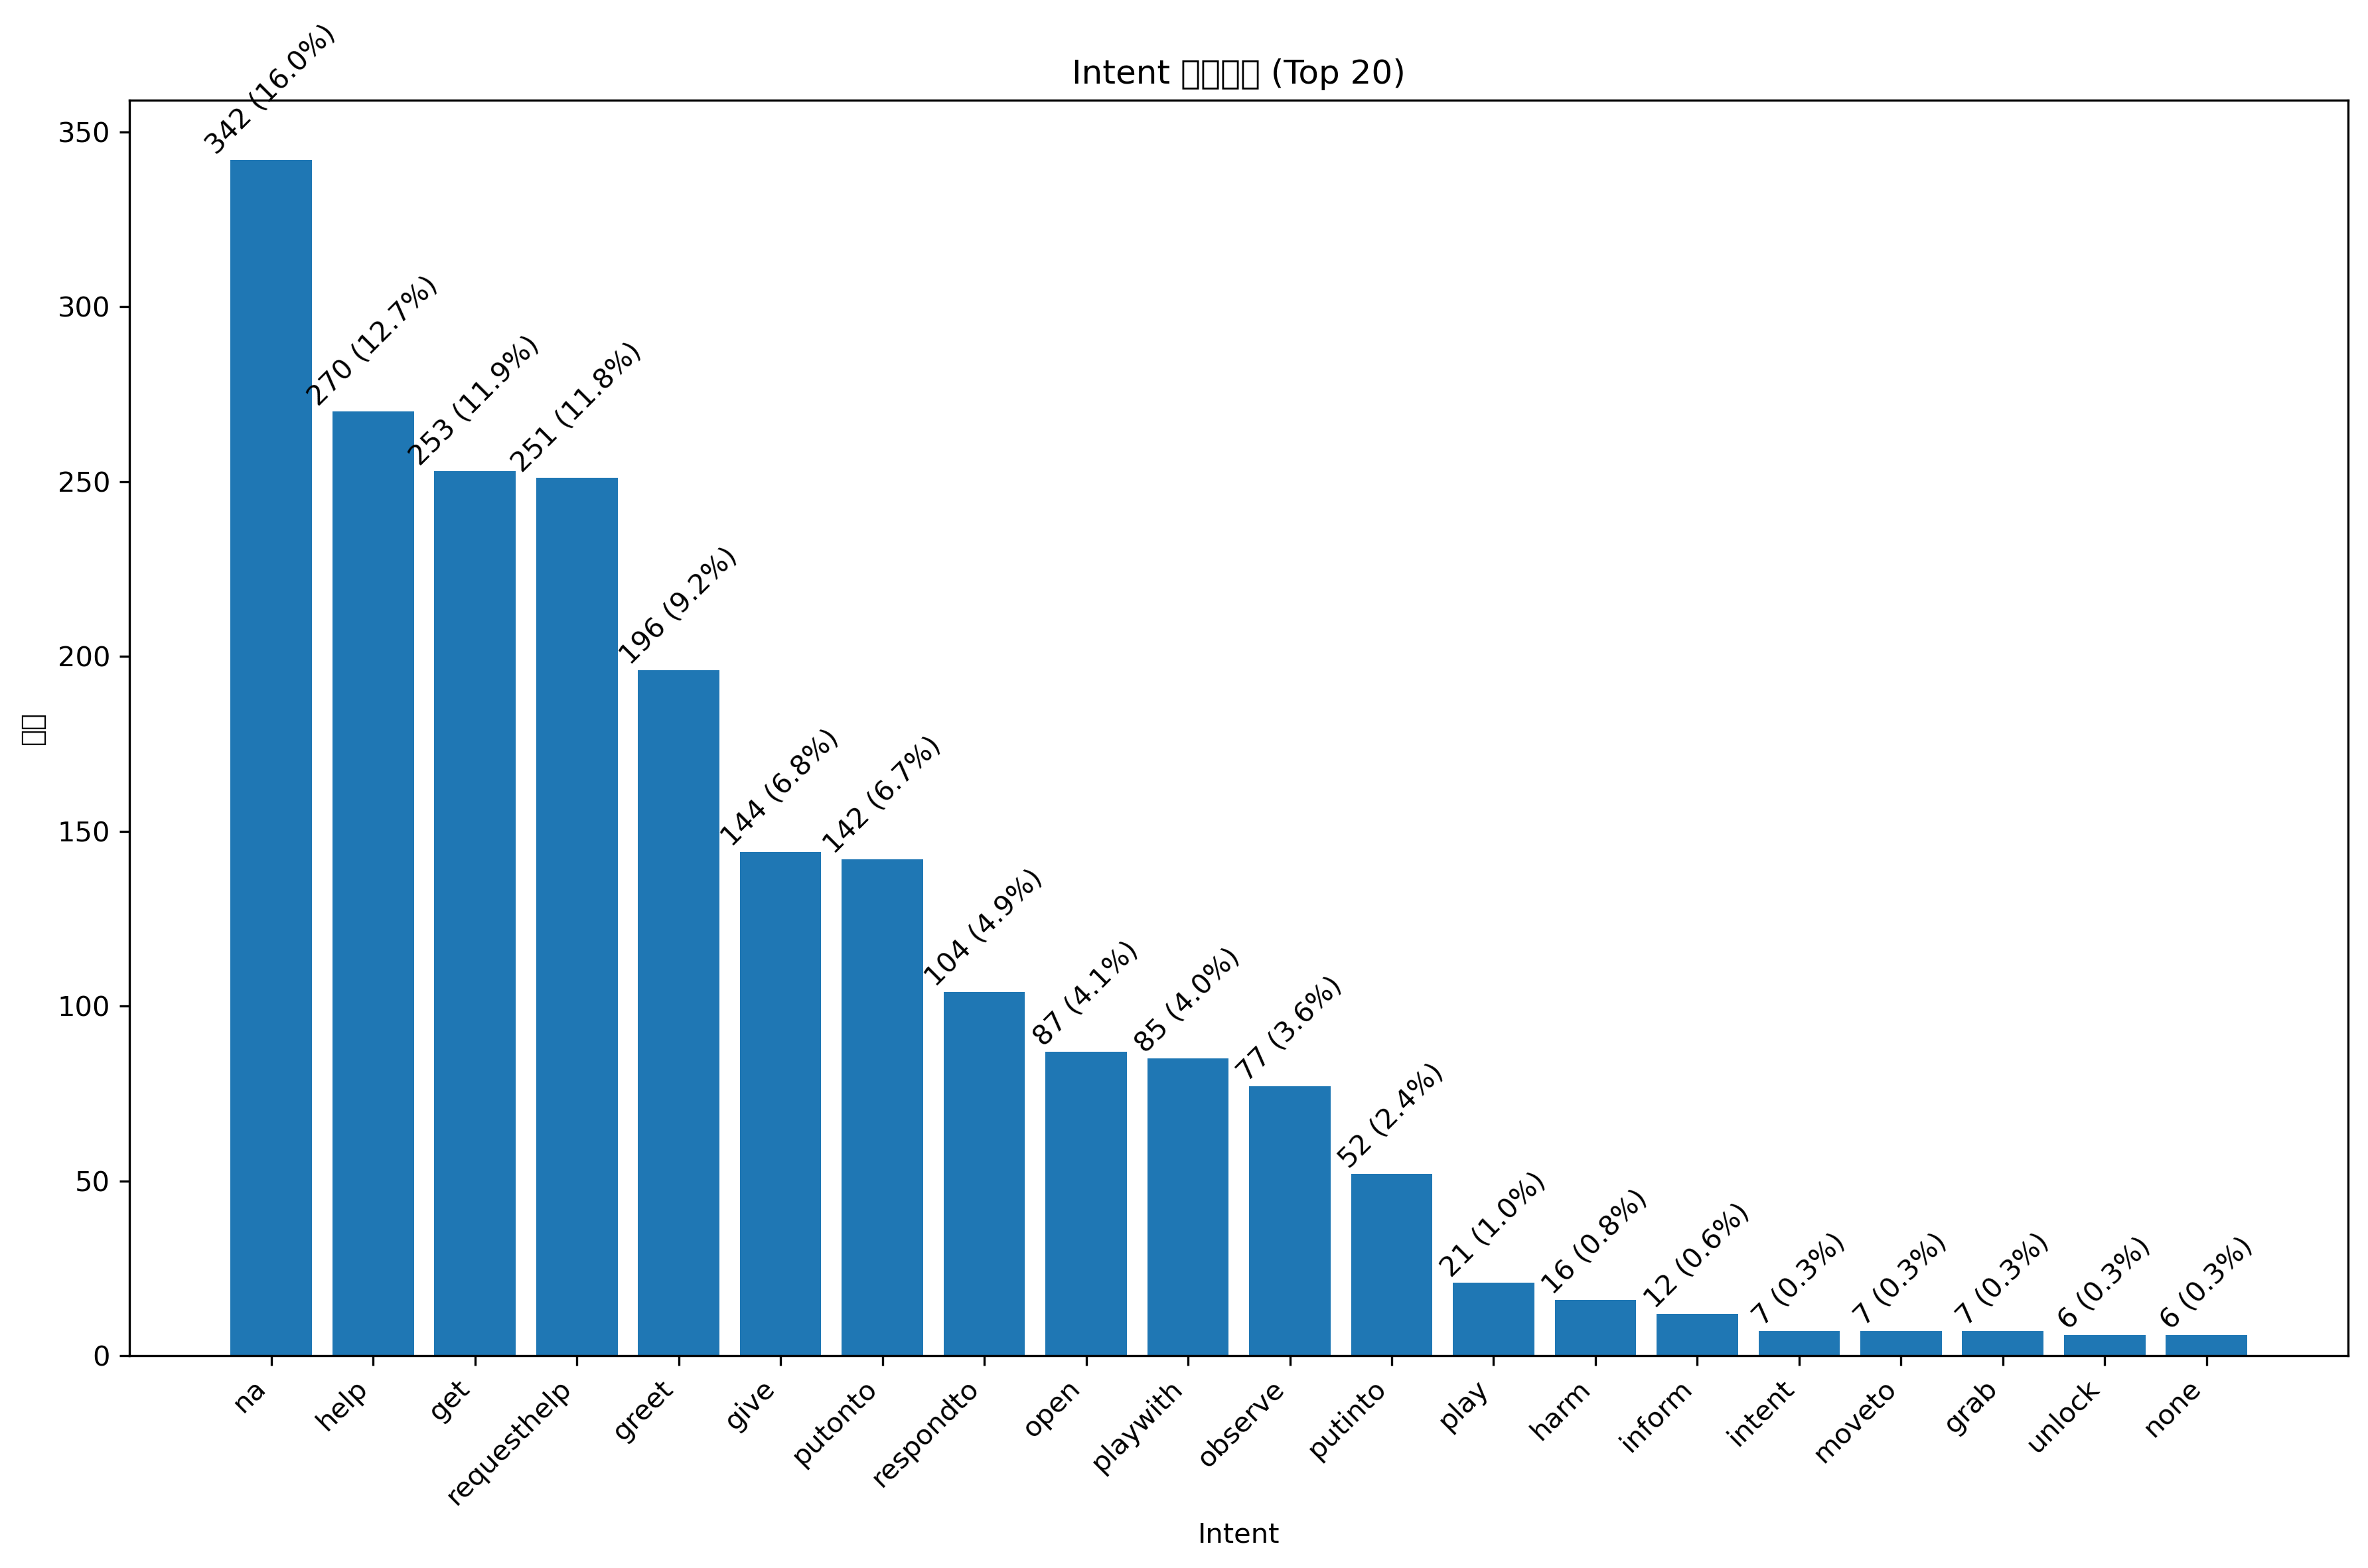 Intent (Top 20)
342 (16.0%)
270 (12.7%)
253 (11.9%)
251 (11.8%)
196 (9.2%)
144 (6.8%)
142 (6.7%)
104 (4.9%)
87 (4.1%)
85 (4.0%)
77 (3.6%)
52 (2.4%)
21 (1.0%)
16 (0.8%)
12 (0.6%)
7 (0.3%)
7 (0.3%)
7 (0.3%)
6 (0.3%)
6 (0.3%)
350
300
250
200
150
100
50
0
na
help
get
requesthelp
greet
give
putonto
respondto
open
playwith
observe
putinto
play
harm
inform
intent
moveto
grab
unlock
none
Intent